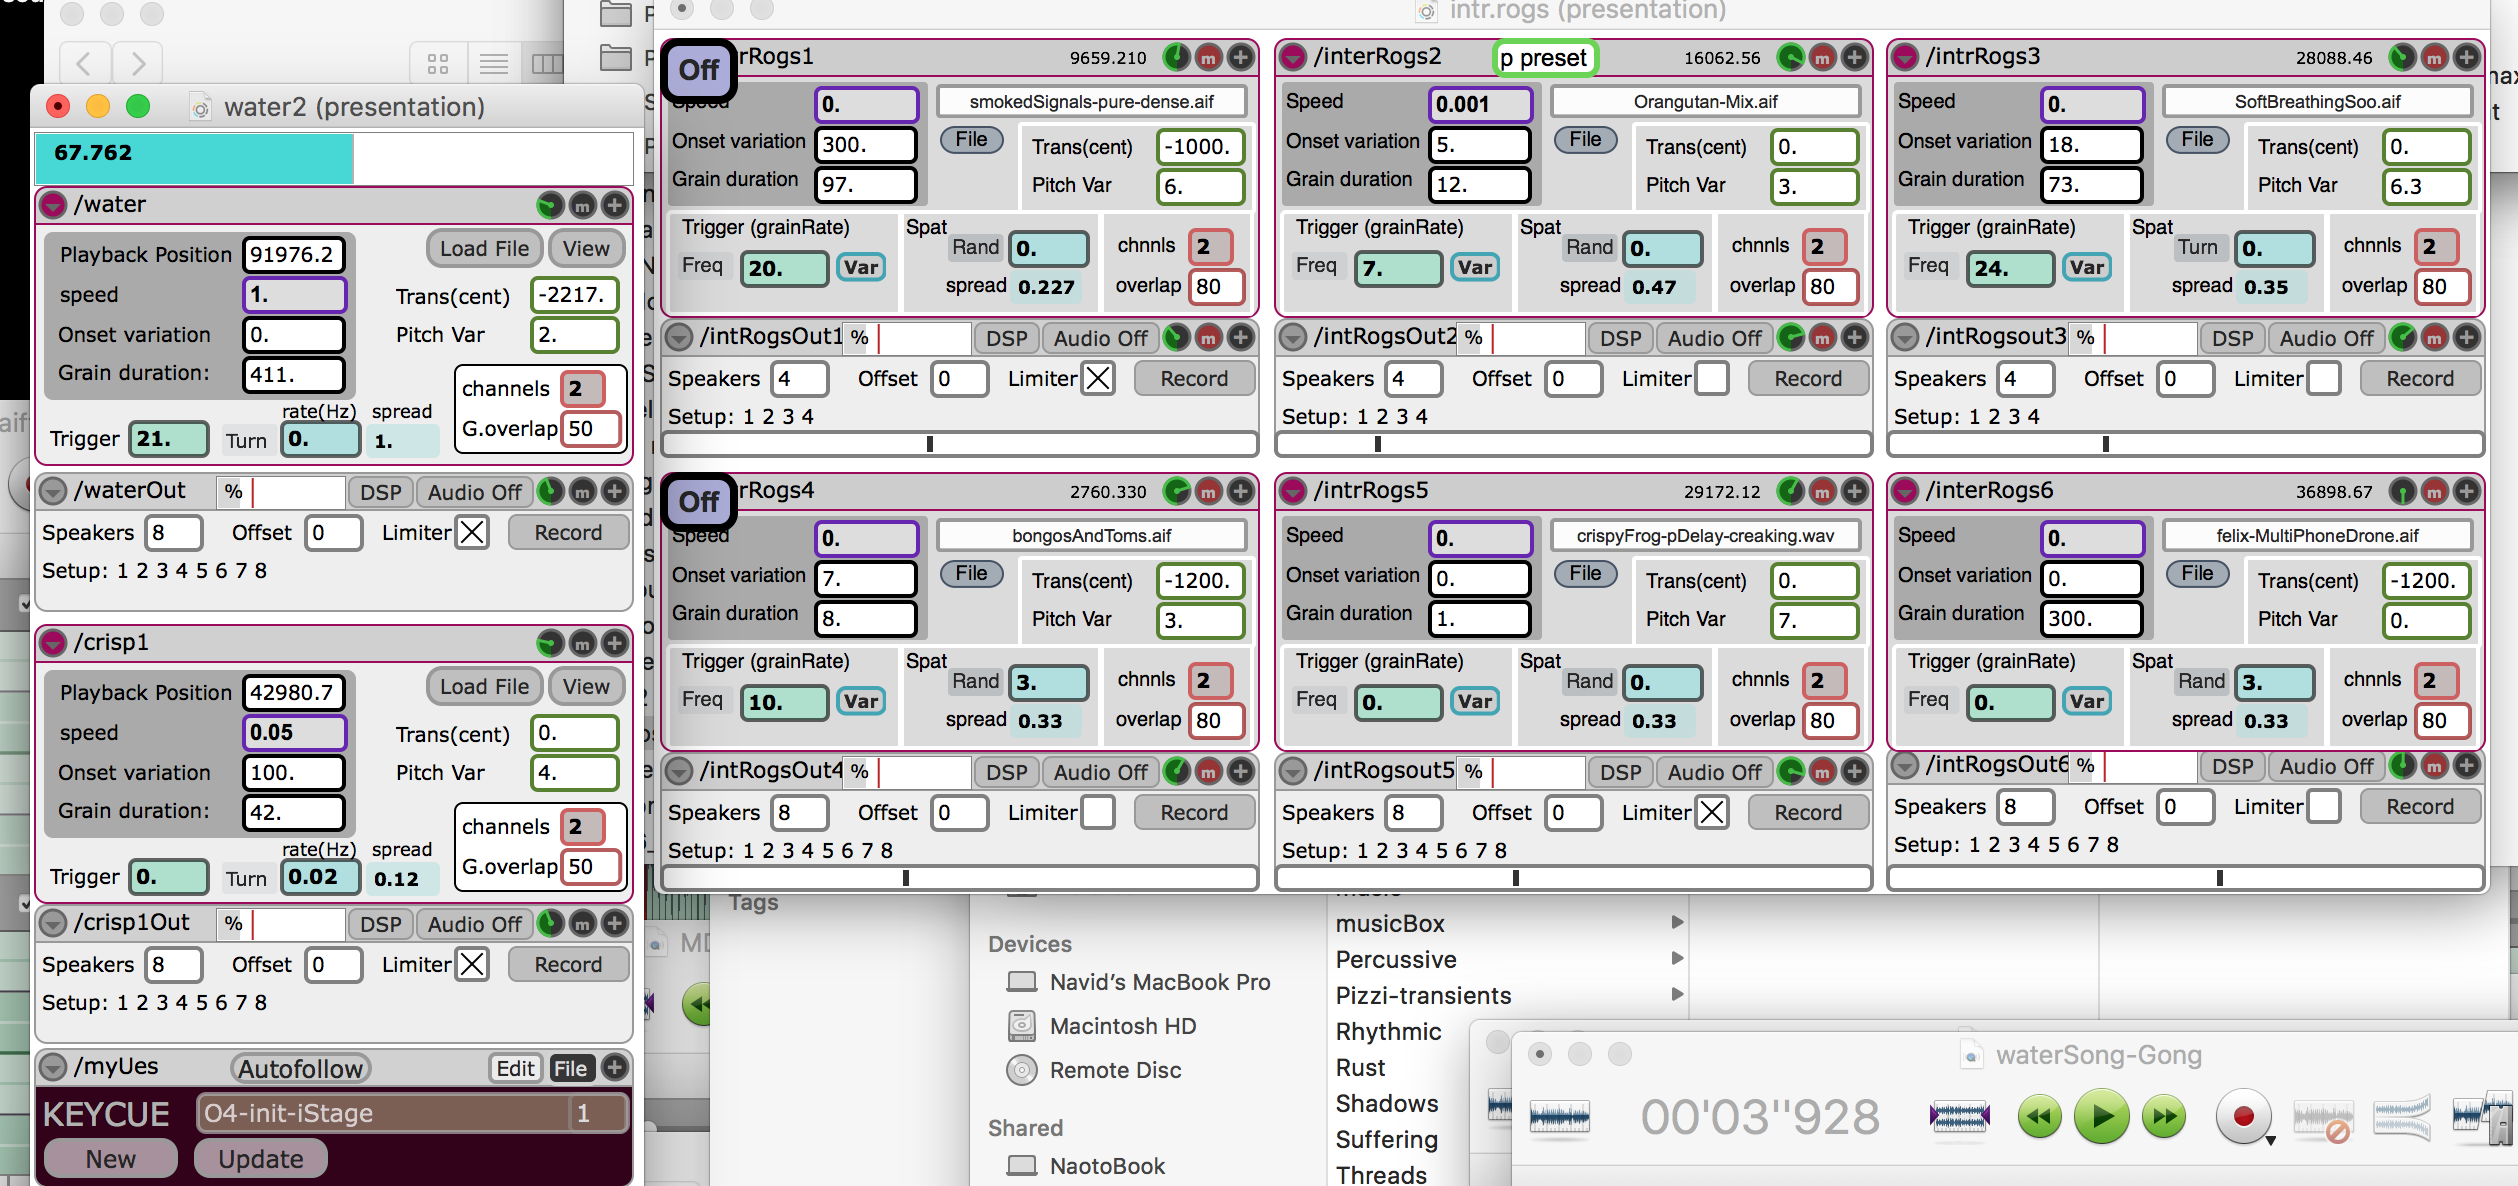 intr.rogs (presentation)
water2 (presentation)
67.762
/water
Playback Position 91976.2 Load File View
speed 1. Trans(cent) -2217.
Onset variation 0. Pitch Var 2.
Grain duration: 411. channels 2
rate(Hz) spread
Trigger 21. Turn 0. 1. G.overlap 50
/waterOut % DSP Audio Off
Speakers 8 Offset 0 Limiter Record
Setup: 1 2 3 4 5 6 7 8
/crisp1
Playback Position 42980.7 Load File View
speed 0.05 Trans(cent) 0.
Onset variation 100. Pitch Var 4.
Grain duration: 42. channels 2
rate(Hz) spread
Trigger 0. Turn 0.02 0.12 G.overlap 50
/crisp1Out % DSP Audio Off
Speakers 8 Offset 0 Limiter Record
Setup: 1 2 3 4 5 6 7 8
/myUes Autofollow Edit File
KEYCUE O4-init-iStage 1
New Update
Off rRogs1 9659.210 m
Speed 0. smokedSignals-pure-dense.aif
Onset variation 300. File Trans(cent) -1000.
Grain duration 97. Pitch Var 6.
Trigger (grainRate) Spat Rand 0. chnnls 2
Freq 20. Var spread 0.227 overlap 80
/intRogsOut1 % DSP Audio Off m
Speakers 4 Offset 0 Limiter Record
Setup: 1 2 3 4
/interRogs2 p preset 16062.56 m
Speed 0.001 Orangutan-Mix.aif
Onset variation 5. File Trans(cent) 0.
Grain duration 12. Pitch Var 3.
Trigger (grainRate) Spat Rand 0. chnnls 2
Freq 7. Var spread 0.47 overlap 80
/intRogsOut2 % DSP Audio Off m
Speakers 4 Offset 0 Limiter Record
Setup: 1 2 3 4
/intrRogs3 28088.46 m
Speed 0. SoftBreathingSoo.aif
Onset variation 18. File Trans(cent) 0.
Grain duration 73. Pitch Var 6.3
Trigger (grainRate) Spat Turn 0. chnnls 2
Freq 24. Var spread 0.35 overlap 80
/intRogsout3 % DSP Audio Off m
Speakers 4 Offset 0 Limiter Record
Setup: 1 2 3 4
Off rRogs4 2760.330 m
Speed 0. bongosAndToms.aif
Onset variation 7. File Trans(cent) -1200.
Grain duration 8. Pitch Var 3.
Trigger (grainRate) Spat Rand 3. chnnls 2
Freq 10. Var spread 0.33 overlap 80
/intRogsOut4 % DSP Audio Off m
Speakers 8 Offset 0 Limiter Record
Setup: 1 2 3 4 5 6 7 8
/intrRogs5 29172.12 m
Speed 0. crispyFrog-pDelay-creaking.wav
Onset variation 0. File Trans(cent) 0.
Grain duration 1. Pitch Var 7.
Trigger (grainRate) Spat Rand 0. chnnls 2
Freq 0. Var spread 0.33 overlap 80
/intRogsout5 % DSP Audio Off m
Speakers 8 Offset 0 Limiter Record
Setup: 1 2 3 4 5 6 7 8
/interRogs6 36898.67 m
Speed 0. felix-MultiPhoneDrone.aif
Onset variation 0. File Trans(cent) -1200.
Grain duration 300. Pitch Var 0.
Trigger (grainRate) Spat Rand 3. chnnls 2
Freq 0. Var spread 0.33 overlap 80
/intRogsOut6 % DSP Audio Off m
Speakers 8 Offset 0 Limiter Record
Setup: 1 2 3 4 5 6 7 8
Tags
Devices
Navid's MacBook Pro
Macintosh HD
Remote Disc
Shared
NaotoBook
musicBox
Percussive
Pizzi-transients
Rhythmic
Rust
Shadows
Suffering
Threads
waterSong-Gong
00'03"928